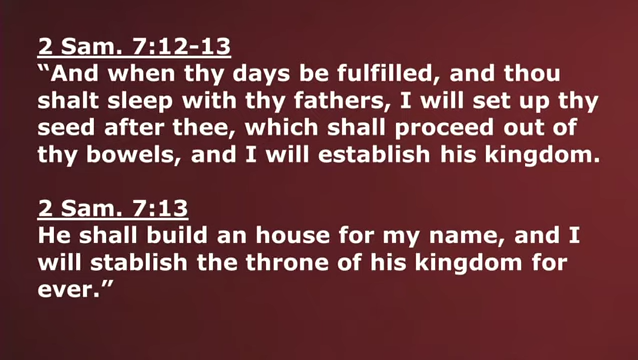 2 Sam. 7:12-13
“And when thy days be fulfilled, and thou
shalt sleep with thy fathers, I will set up thy
seed after thee, which shall proceed out of
thy bowels, and I will establish his kingdom.
2 Sam. 7:13
He shall build an house for my name, and I
will stablish the throne of his kingdom for
ever.”